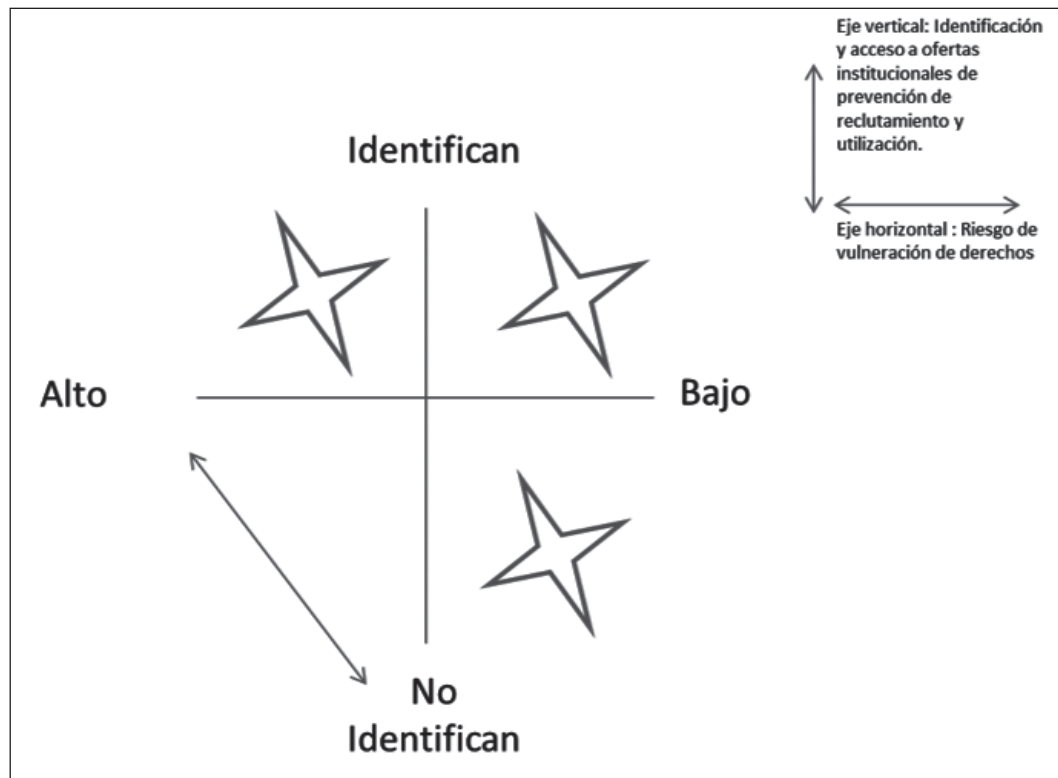 Eje vertical: Identificación
y acceso a ofertas
institucionales de
prevención de
reclutamiento y
utilización.
Eje horizontal : Riesgo de
vulneración de derechos
Identifican
Alto
Bajo
No
Identifican